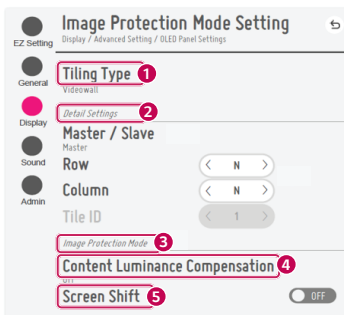 Image Protection Mode Setting
Display / Advanced Setting / OLED Panel Settings
EZ Setting
General
Display
Sound
Admin
Tiling Type 1
Videowall
Detail Settings 2
Master / Slave
Master
Row < N >
Column < N >
Tile ID < 1 >
Image Protection Mode 3
Content Luminance Compensation 4
Off
Screen Shift 5 OFF